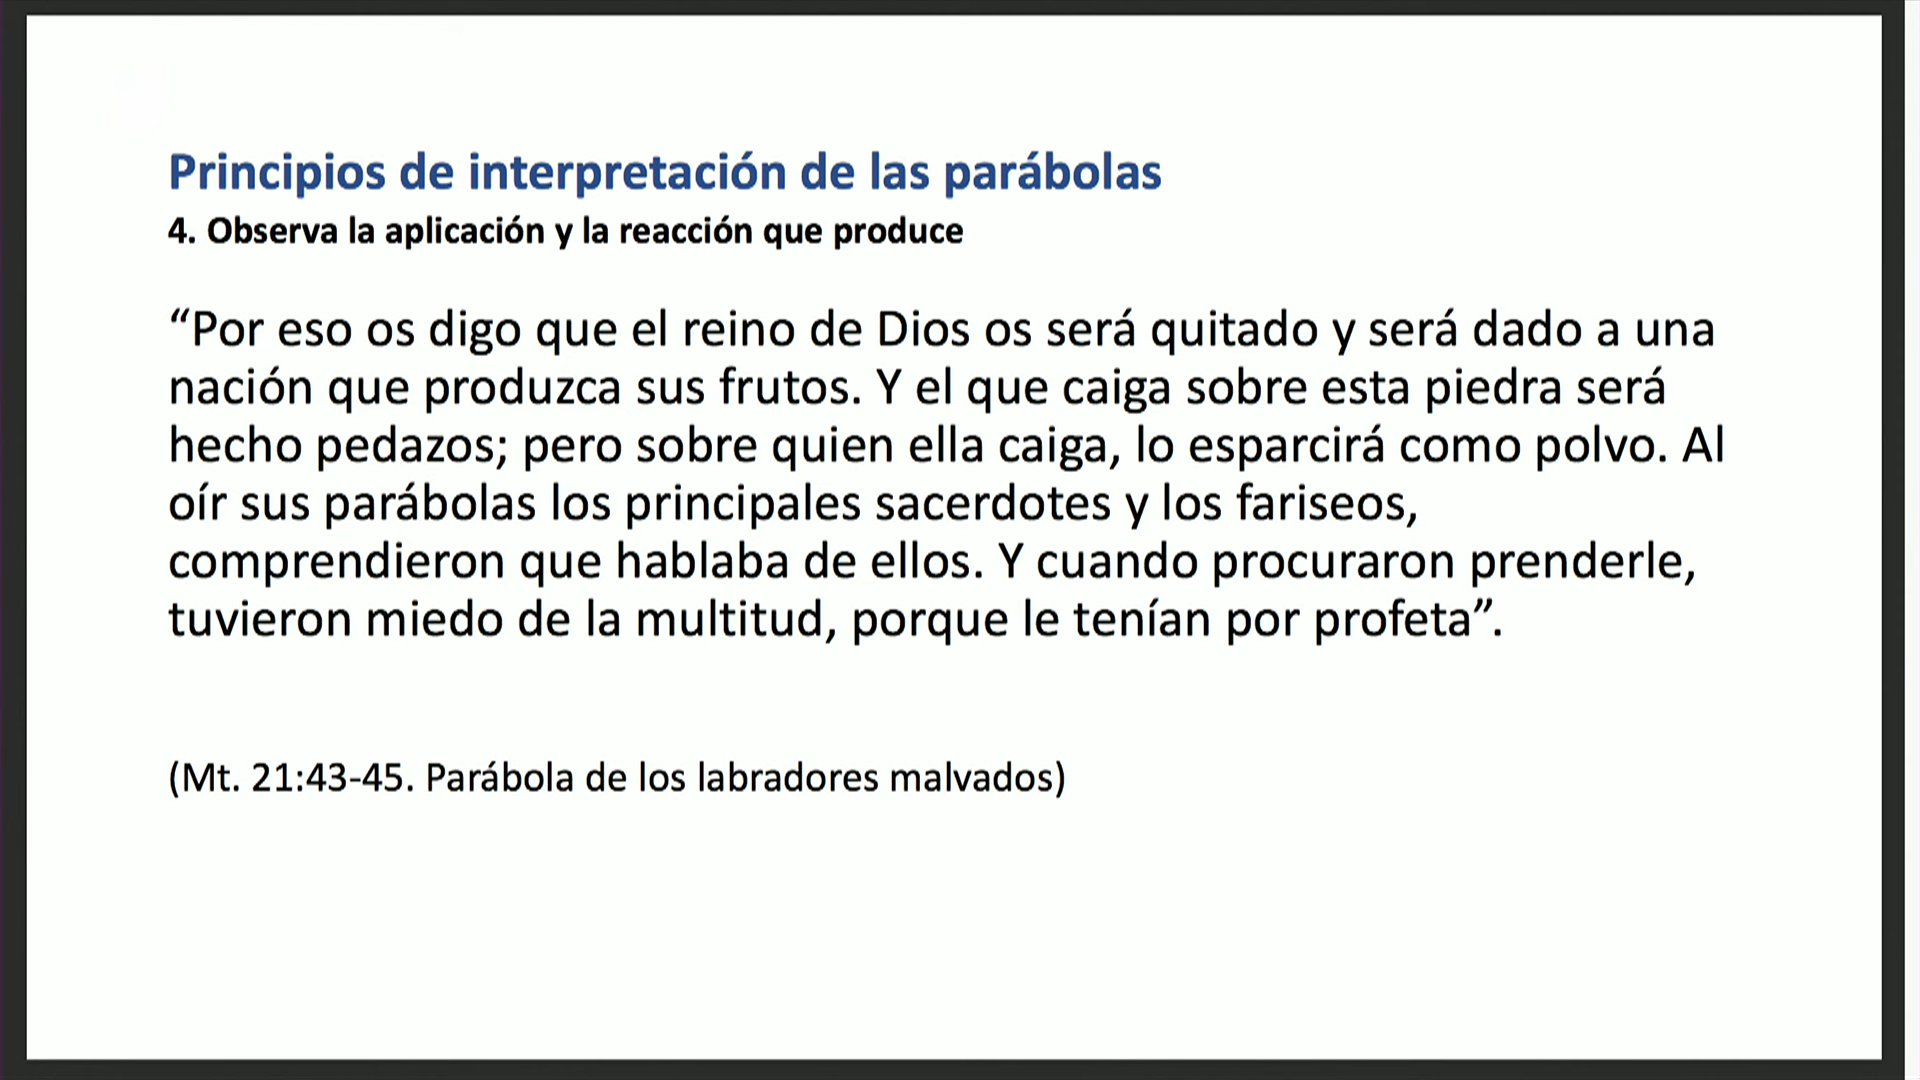 Principios de interpretación de las parábolas
4. Observa la aplicación y la reacción que produce
“Por eso os digo que el reino de Dios os será quitado y será dado a una
nación que produzca sus frutos. Y el que caiga sobre esta piedra será
hecho pedazos; pero sobre quien ella caiga, lo esparcirá como polvo. Al
oír sus parábolas los principales sacerdotes y los fariseos,
comprendieron que hablaba de ellos. Y cuando procuraron prenderle,
tuvieron miedo de la multitud, porque le tenían por profeta”.
(Mt. 21:43-45. Parábola de los labradores malvados)